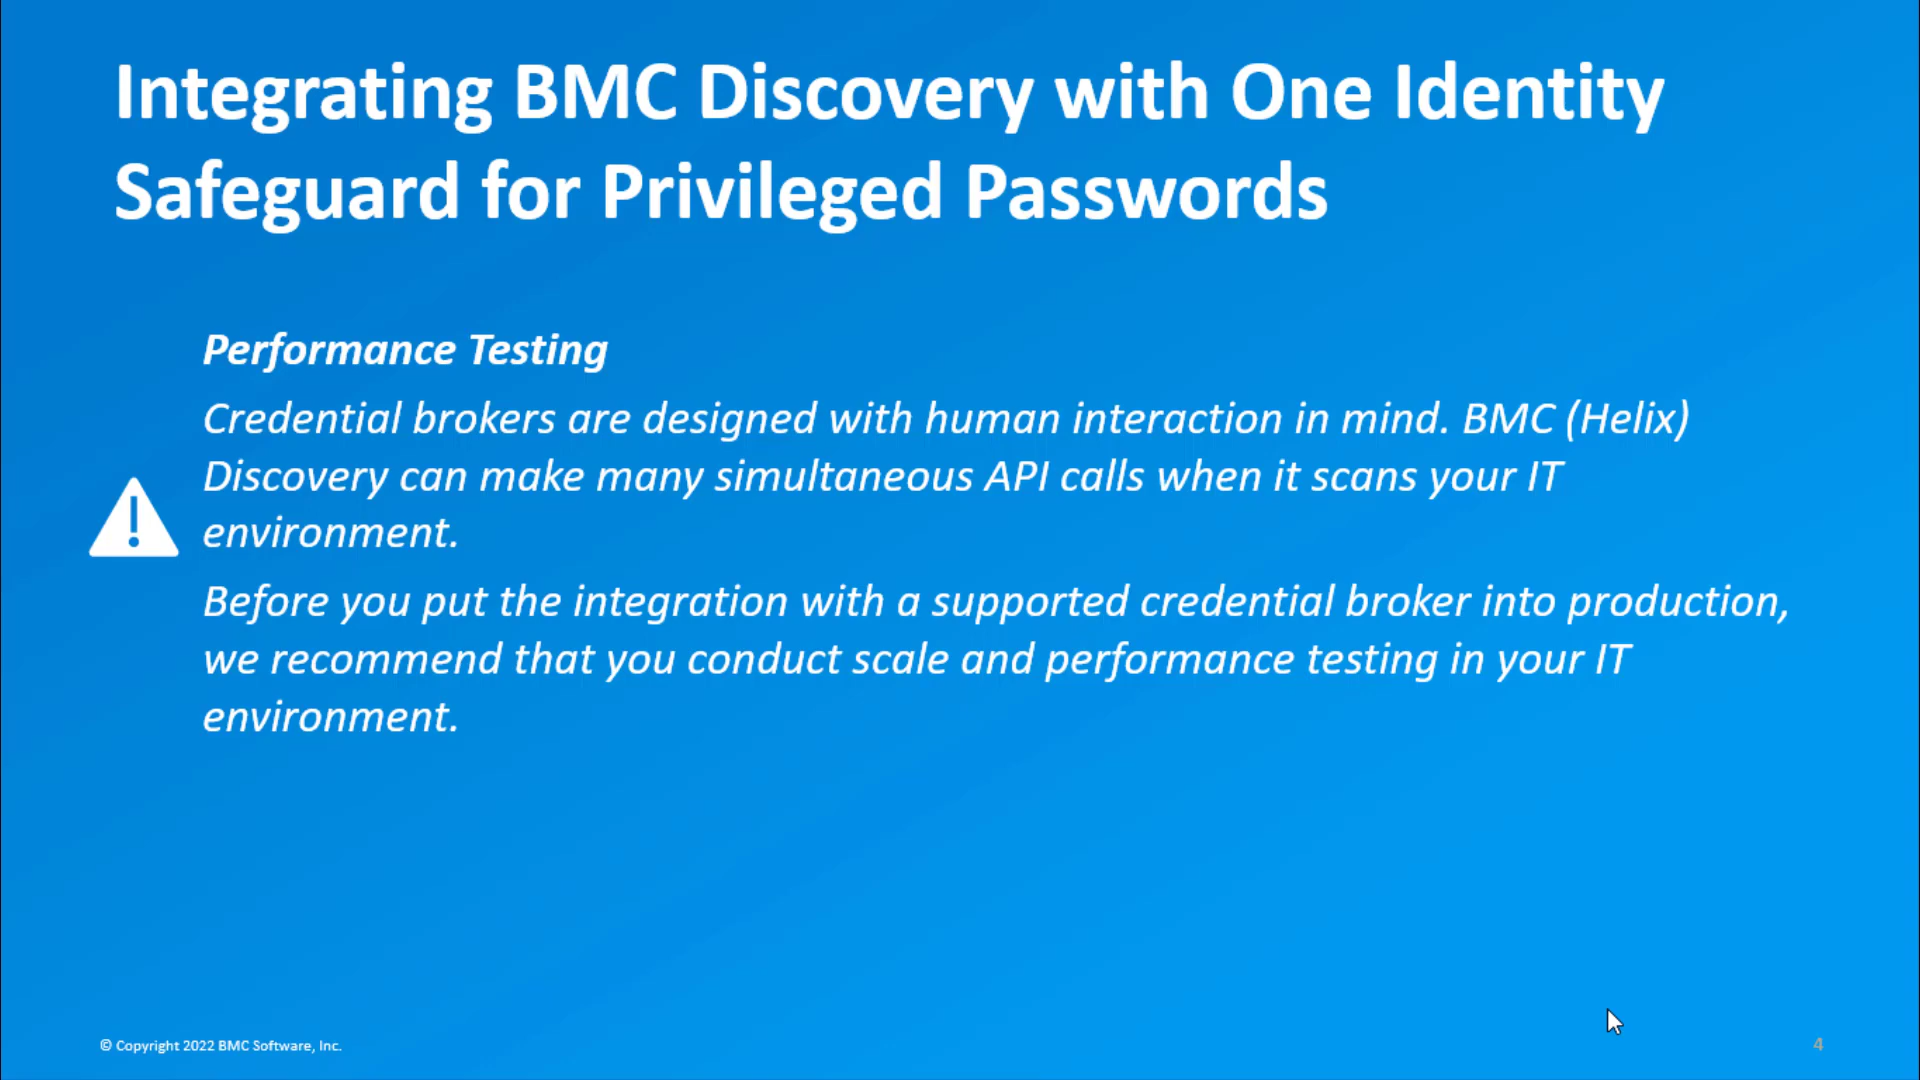 Integrating BMC Discovery with One Identity
Safeguard for Privileged Passwords
Performance Testing
Credential brokers are designed with human interaction in mind. BMC (Helix)
Discovery can make many simultaneous API calls when it scans your IT
environment.
Before you put the integration with a supported credential broker into production,
we recommend that you conduct scale and performance testing in your IT
environment.
© Copyright 2022 BMC Software, Inc.
4